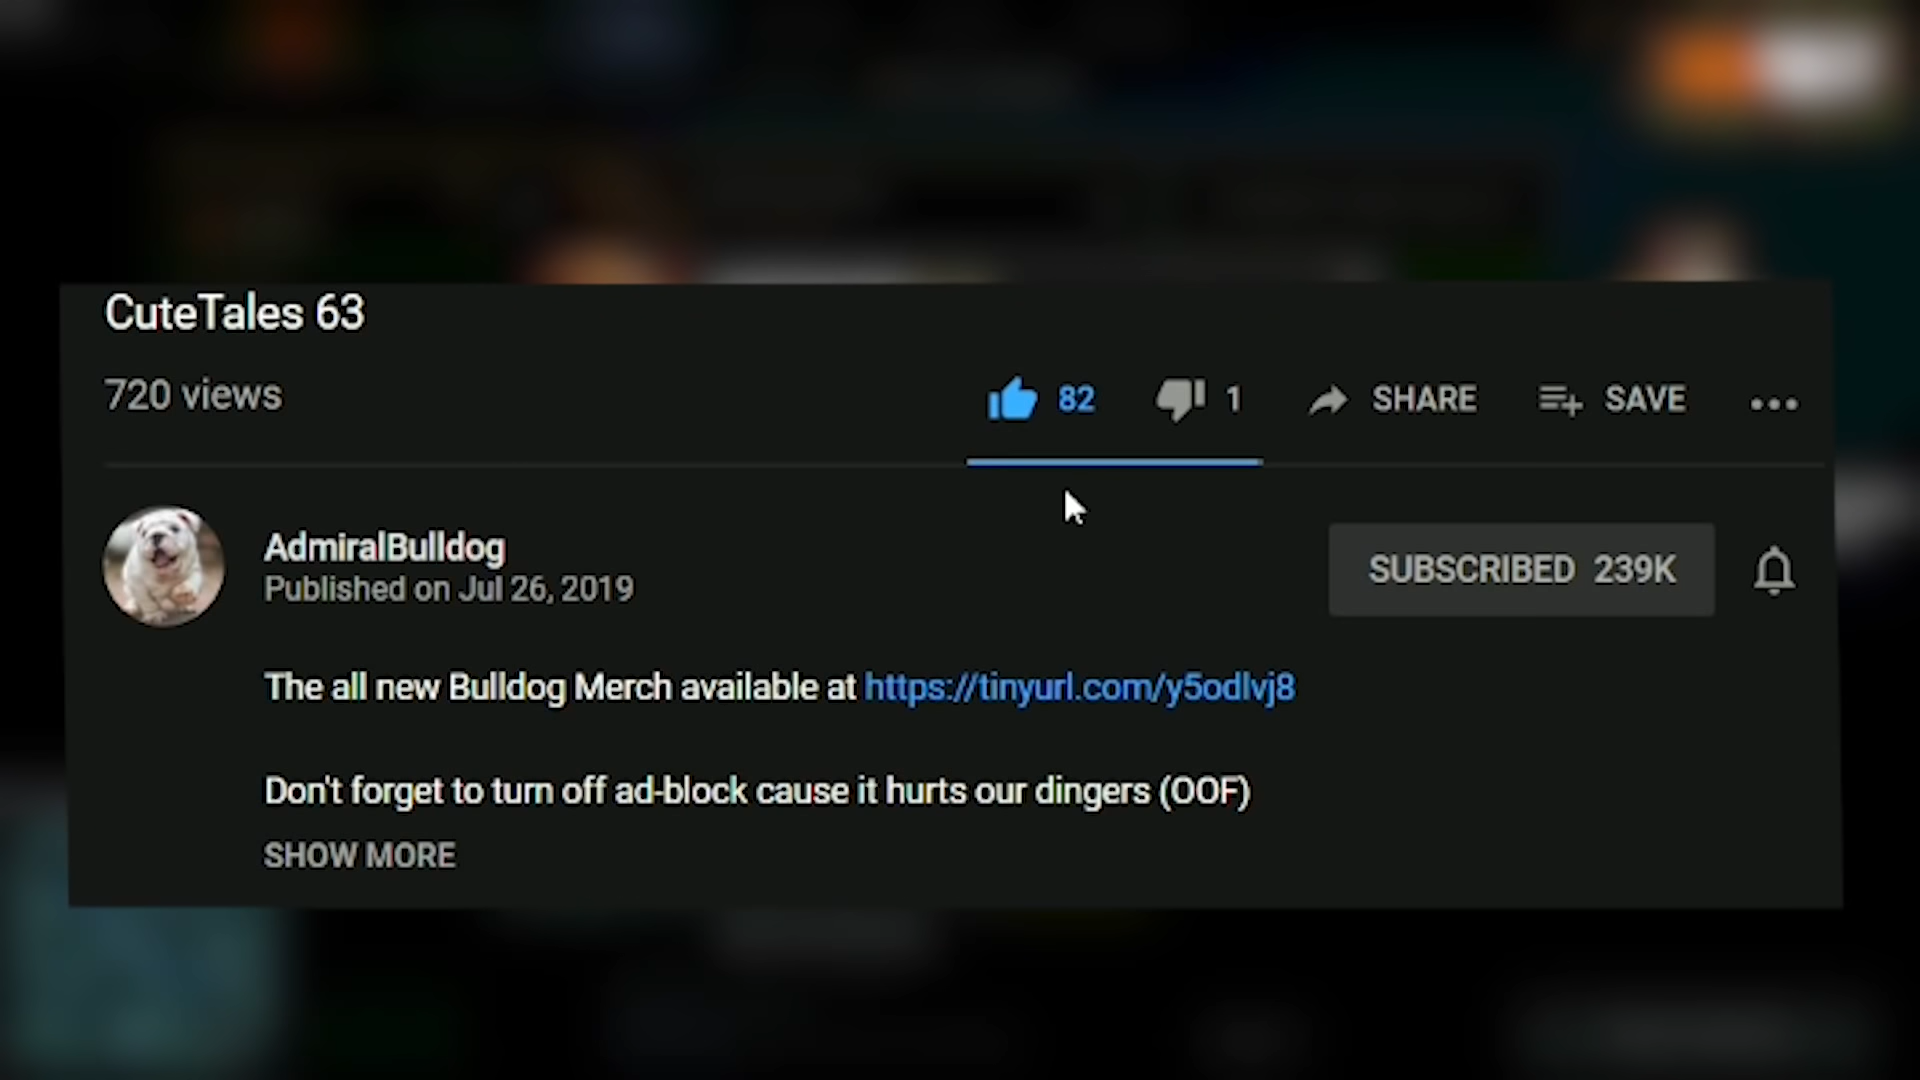 CuteTales 63
720 views
82
1
SHARE
SAVE
AdmiralBulldog
Published on Jul 26, 2019
SUBSCRIBED 239K
The all new Bulldog Merch available at https://tinyurl.com/y5odlvj8
Don't forget to turn off ad-block cause it hurts our dingers (OOF)
SHOW MORE